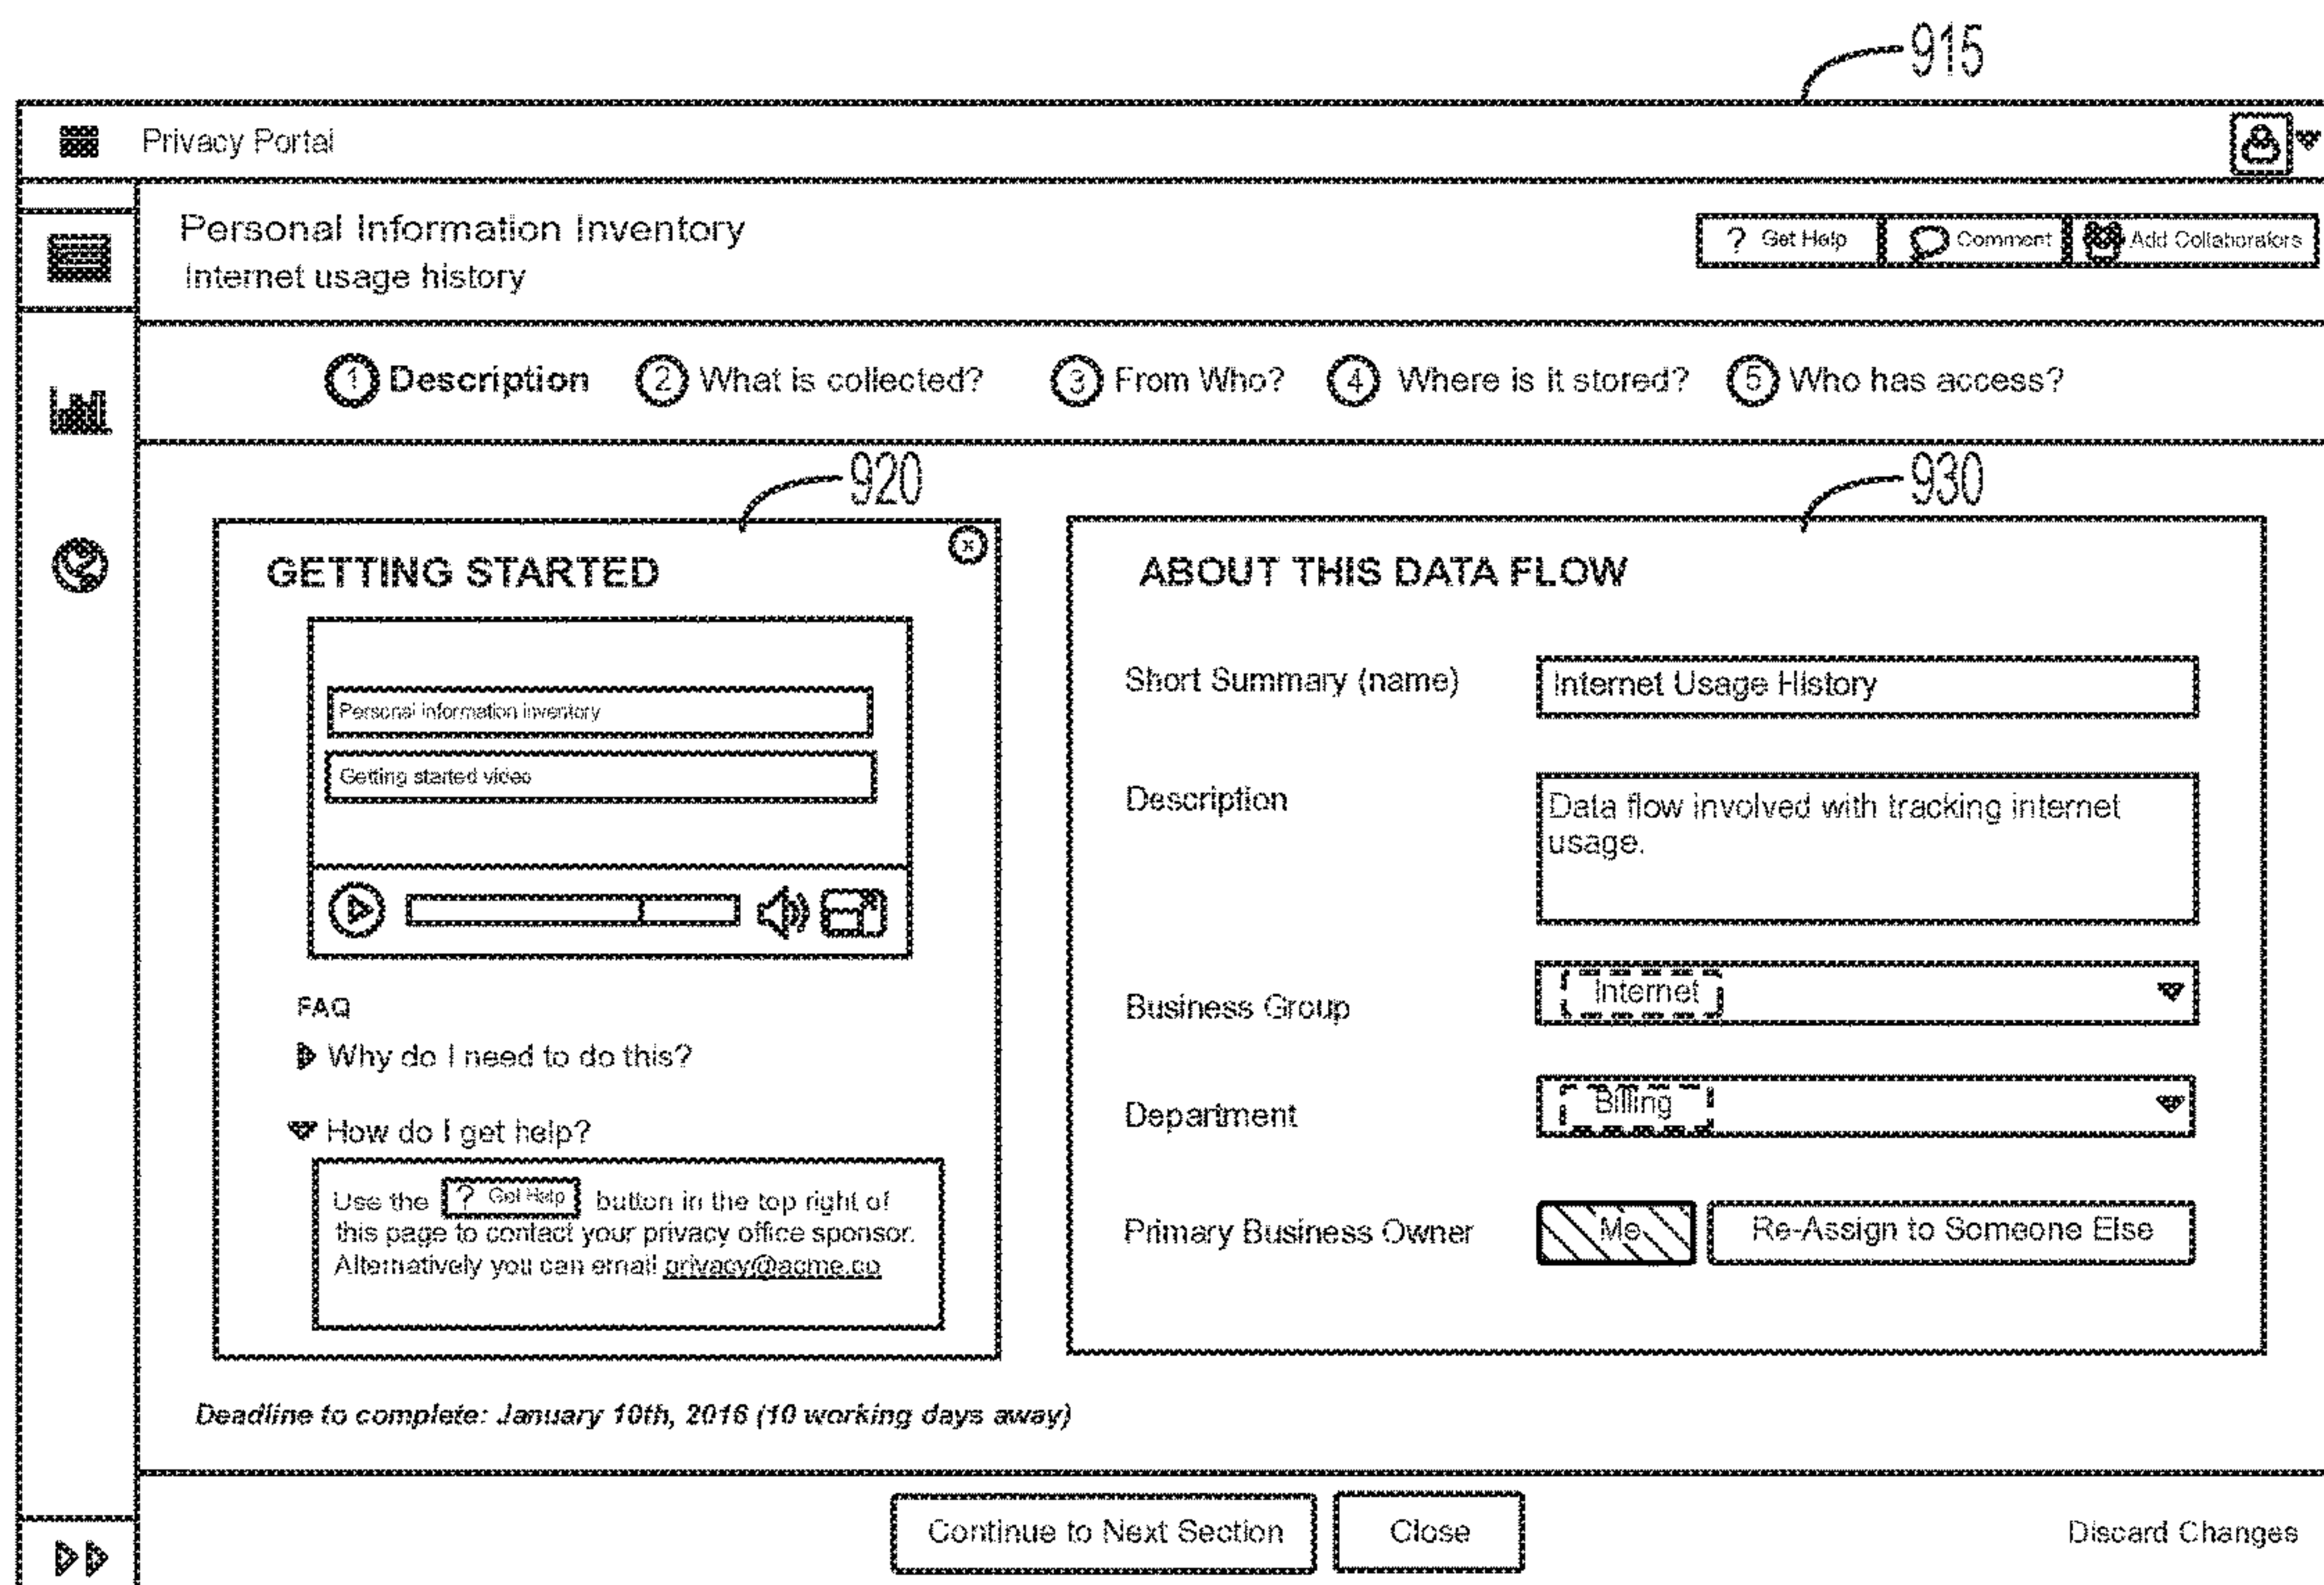 915
Privacy Portal
Personal Information Inventory
Internet usage history
? Get Help
Comment
Add Collaborators
1 Description
2 What is collected?
3 From Who?
4 Where is it stored?
5 Who has access?
920
GETTING STARTED
x
Personal information inventory
Getting started video
FAQ
Why do I need to do this?
How do I get help?
Use the ? Get Help button in the top right of
this page to contact your privacy office sponsor.
Alternatively you can email privacy@acme.co
930
ABOUT THIS DATA FLOW
Short Summary (name)
Internet Usage History
Description
Data flow involved with tracking internet
usage.
Business Group
Internet
Department
Billing
Primary Business Owner
Me
Re-Assign to Someone Else
Deadline to complete: January 10th, 2016 (10 working days away)
Continue to Next Section
Close
Discard Changes